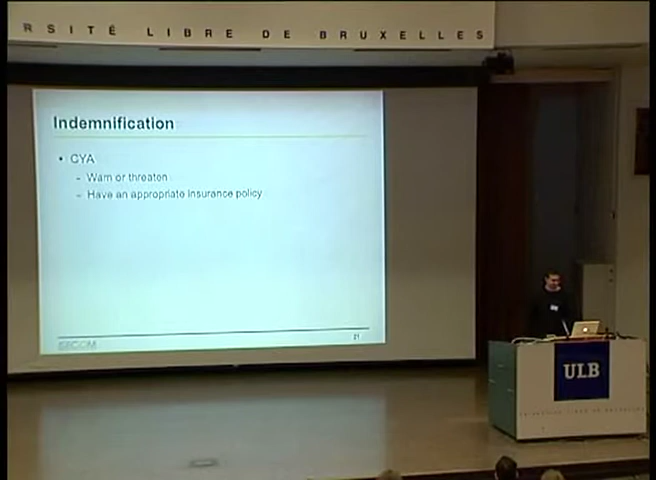 RSITÉ LIBRE DE BRUXELLES
Indemnification
• CYA
– Warn or threaten
– Have an appropriate insurance policy
21
ULB